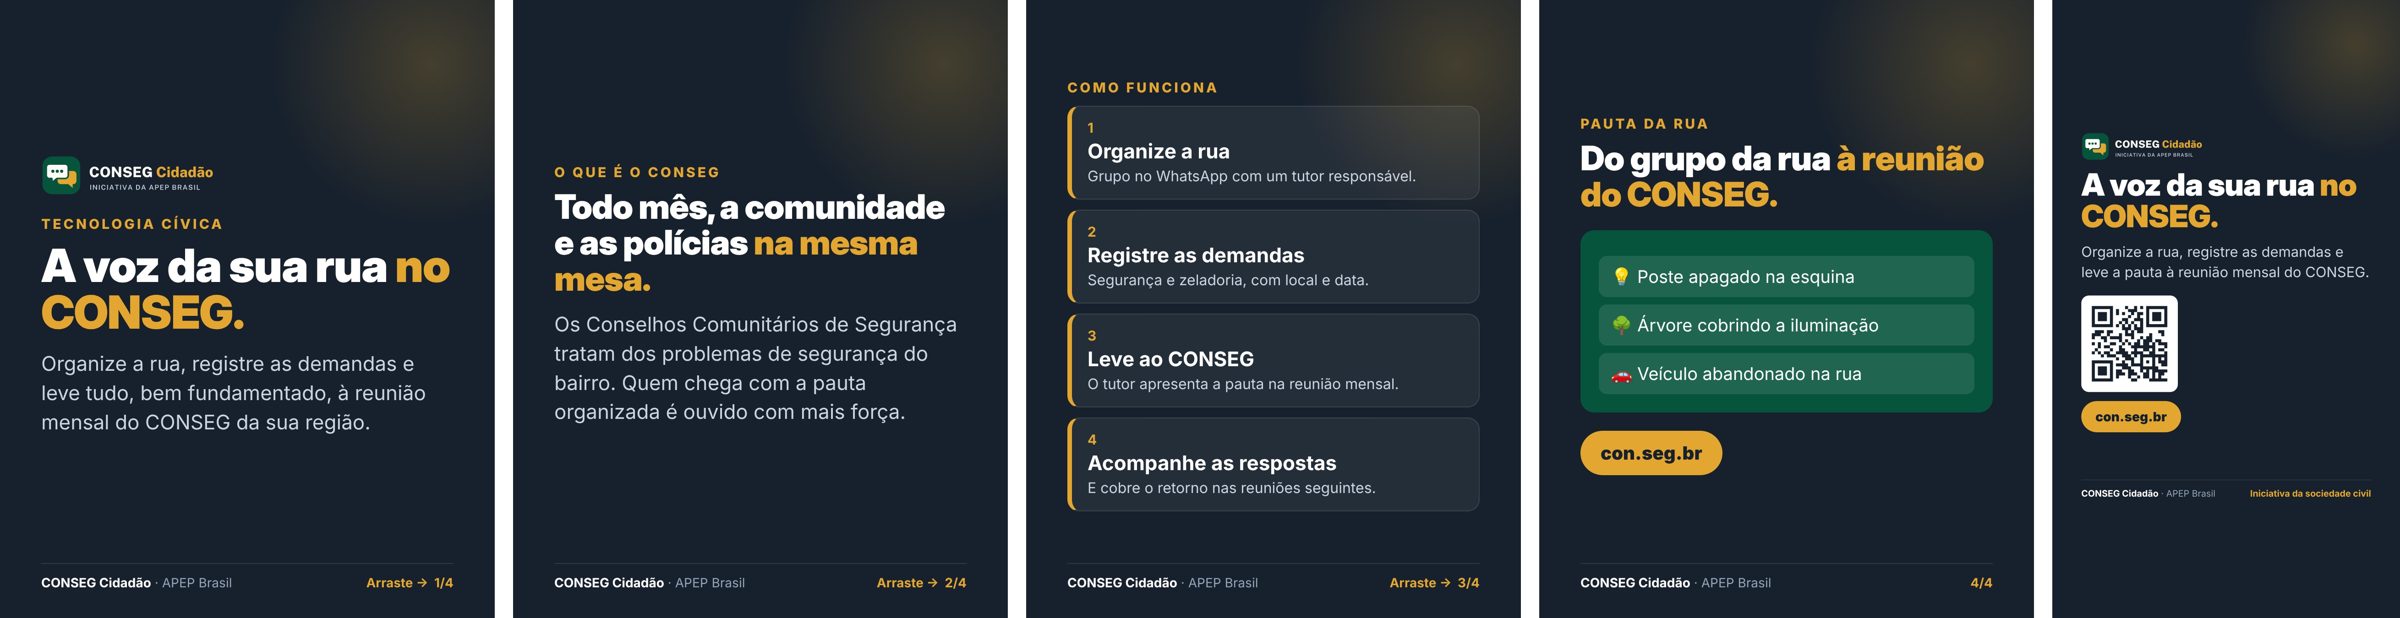 CONSEG Cidadão
INICIATIVA DA APEP BRASIL
TECNOLOGIA CÍVICA
A voz da sua rua no
CONSEG.
Organize a rua, registre as demandas e
leve tudo, bem fundamentado, à reunião
mensal do CONSEG da sua região.
CONSEG Cidadão · APEP Brasil
Arraste → 1/4
O QUE É O CONSEG
Todo mês, a comunidade
e as polícias na mesma
mesa.
Os Conselhos Comunitários de Segurança
tratam dos problemas de segurança do
bairro. Quem chega com a pauta
organizada é ouvido com mais força.
CONSEG Cidadão · APEP Brasil
Arraste → 2/4
COMO FUNCIONA
1
Organize a rua
Grupo no WhatsApp com um tutor responsável.
2
Registre as demandas
Segurança e zeladoria, com local e data.
3
Leve ao CONSEG
O tutor apresenta a pauta na reunião mensal.
4
Acompanhe as respostas
E cobre o retorno nas reuniões seguintes.
CONSEG Cidadão · APEP Brasil
Arraste → 3/4
PAUTA DA RUA
Do grupo da rua à reunião
do CONSEG.
💡 Poste apagado na esquina
🌳 Árvore cobrindo a iluminação
🚗 Veículo abandonado na rua
con.seg.br
CONSEG Cidadão · APEP Brasil
4/4
CONSEG Cidadão
INICIATIVA DA APEP BRASIL
A voz da sua rua no
CONSEG.
Organize a rua, registre as demandas e
leve a pauta à reunião mensal do CONSEG.
con.seg.br
CONSEG Cidadão · APEP Brasil
Iniciativa da sociedade civil